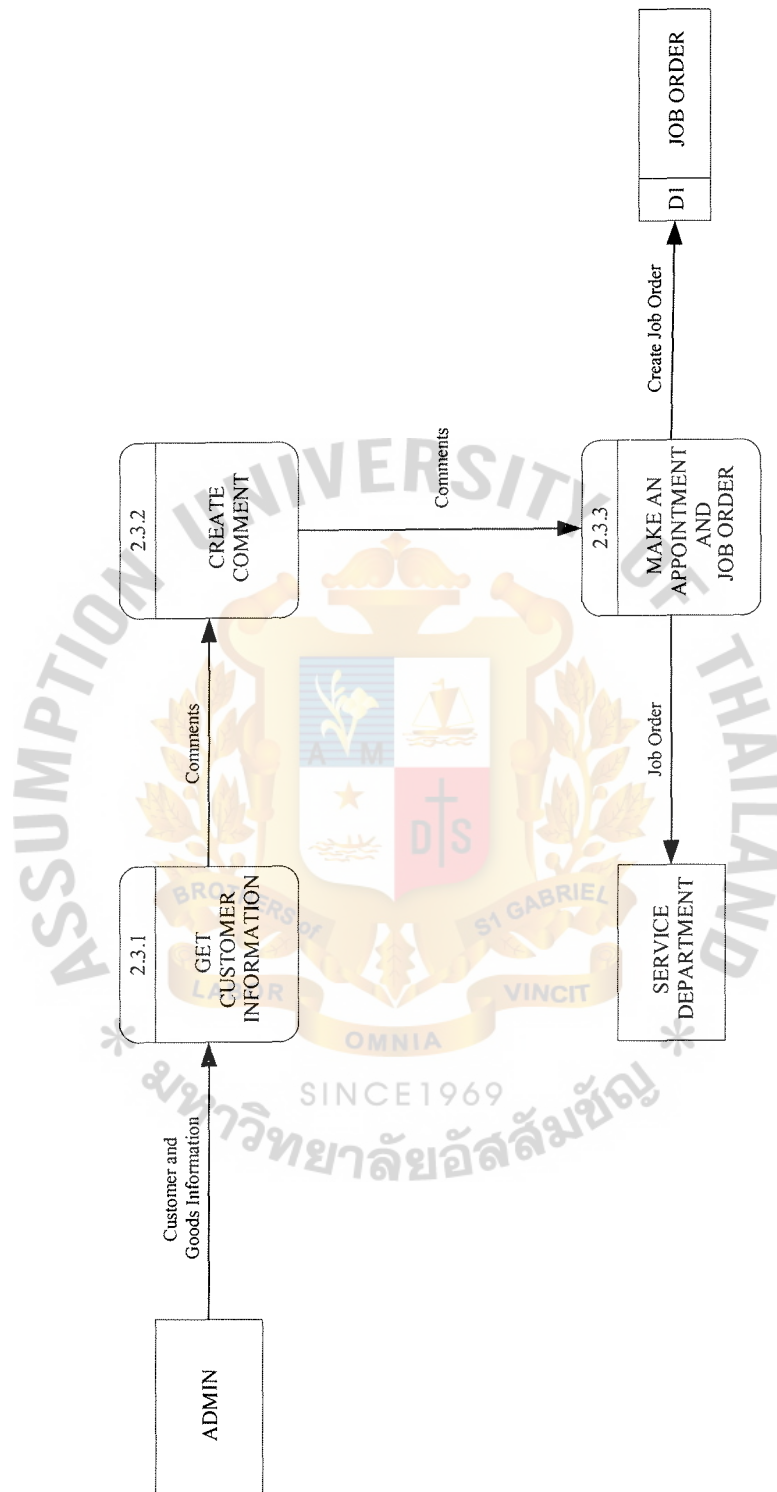 ADMIN
Customer and
Goods Information
2.3.1
GET
CUSTOMER
INFORMATION
Comments
2.3.2
CREATE
COMMENT
Comments
2.3.3
MAKE AN
APPOINTMENT
AND
JOB ORDER
Job Order
SERVICE
DEPARTMENT
Create Job Order
D1
JOB ORDER
ASSUMPTION UNIVERSITY OF THAILAND
A M
D S
BROTHERS of
S1 GABRIEL
LABOR
OMNIA
VINCIT
SINCE1969
* มหาวิทยาลัยอัสสัมชัญ *